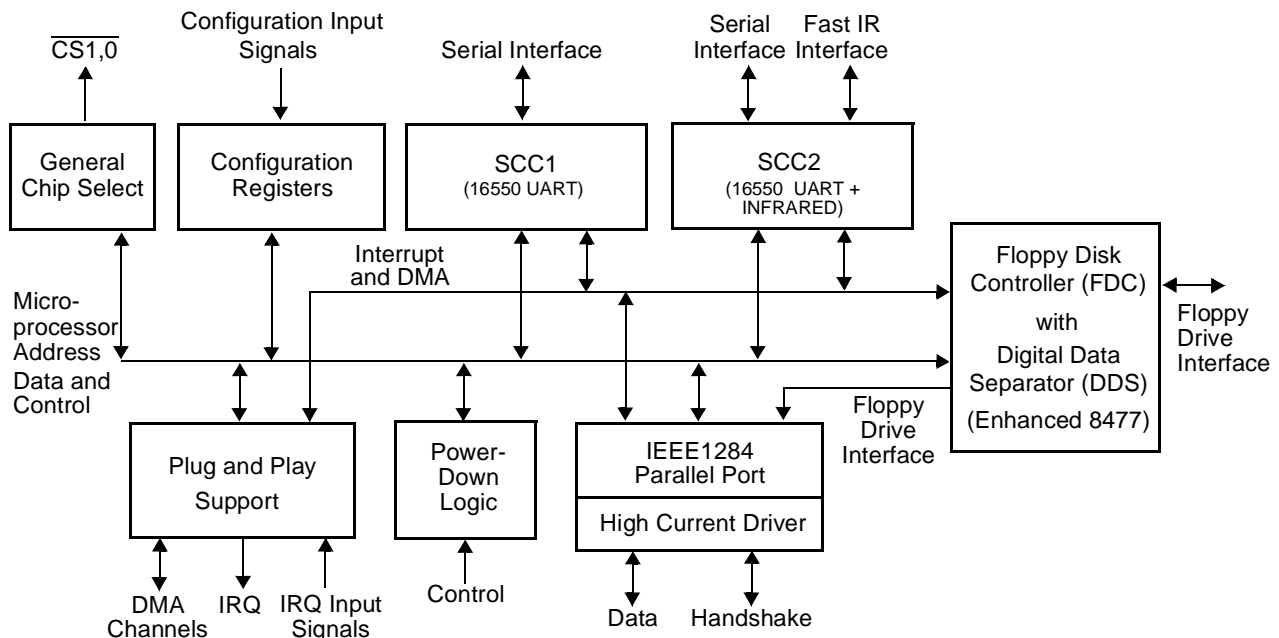 CS1,0
Configuration Input
Signals
Serial Interface
Serial
Interface
Fast IR
Interface
General
Chip Select
Configuration
Registers
SCC1
(16550 UART)
SCC2
(16550 UART +
INFRARED)
Interrupt
and DMA
Micro-
processor
Address
Data and
Control
Floppy Disk
Controller (FDC)
with
Digital Data
Separator (DDS)
(Enhanced 8477)
Floppy
Drive
Interface
Floppy
Drive
Interface
Plug and Play
Support
Power-
Down
Logic
IEEE1284
Parallel Port
High Current Driver
DMA
Channels
IRQ
IRQ Input
Signals
Control
Data
Handshake